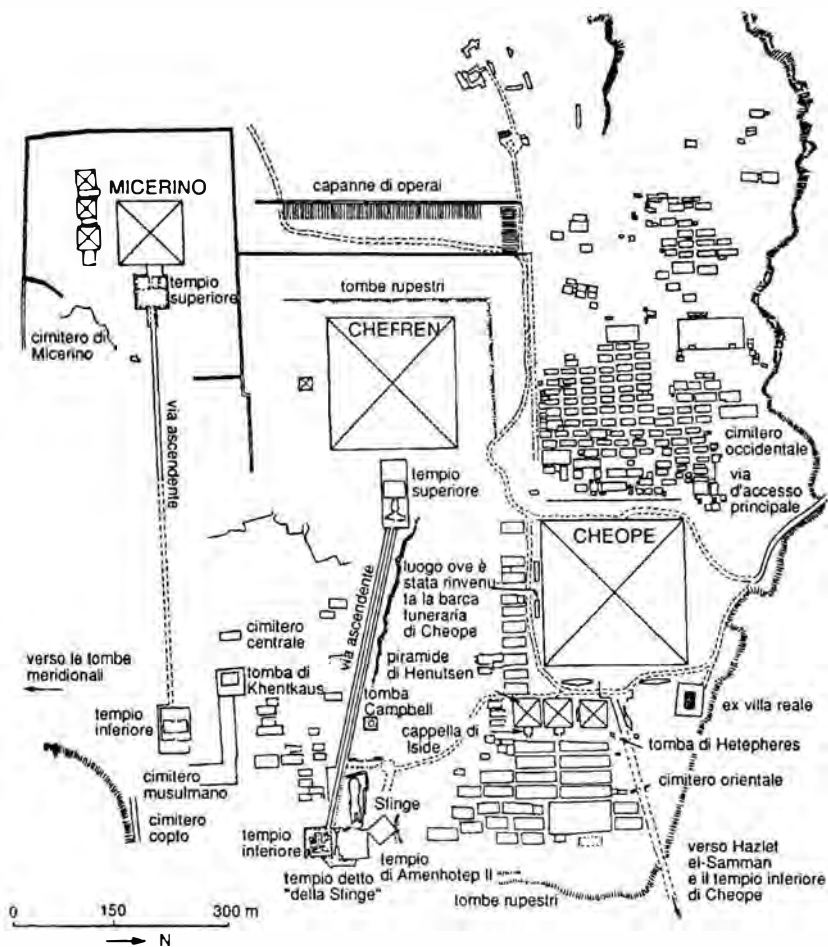 MICERINO
capanne di operai
tempio
superiore
tombe rupestri
cimitero di
Micerino
CHEFREN
via ascendente
cimitero
occidentale
tempio
superiore
via
d'accesso
principale
CHEOPE
luogo ove è
stata rinvenu
ta la barca
funeraria
di Cheope
via ascendente
cimitero
centrale
piramide
di Henutsen
verso le tombe
meridionali
tomba di
Khentkaus
tomba
Campbell
ex villa reale
tempio
inferiore
cappella di
Iside
tomba di Hetepheres
cimitero
musulmano
cimitero orientale
Sfinge
cimitero
copto
tempio
inferiore
tempio
di Amenhotep II
tempio detto
"della Sfinge"
verso Hazlet
el-Samman
e il tempio inferiore
di Cheope
tombe rupestri
0 150 300 m
N